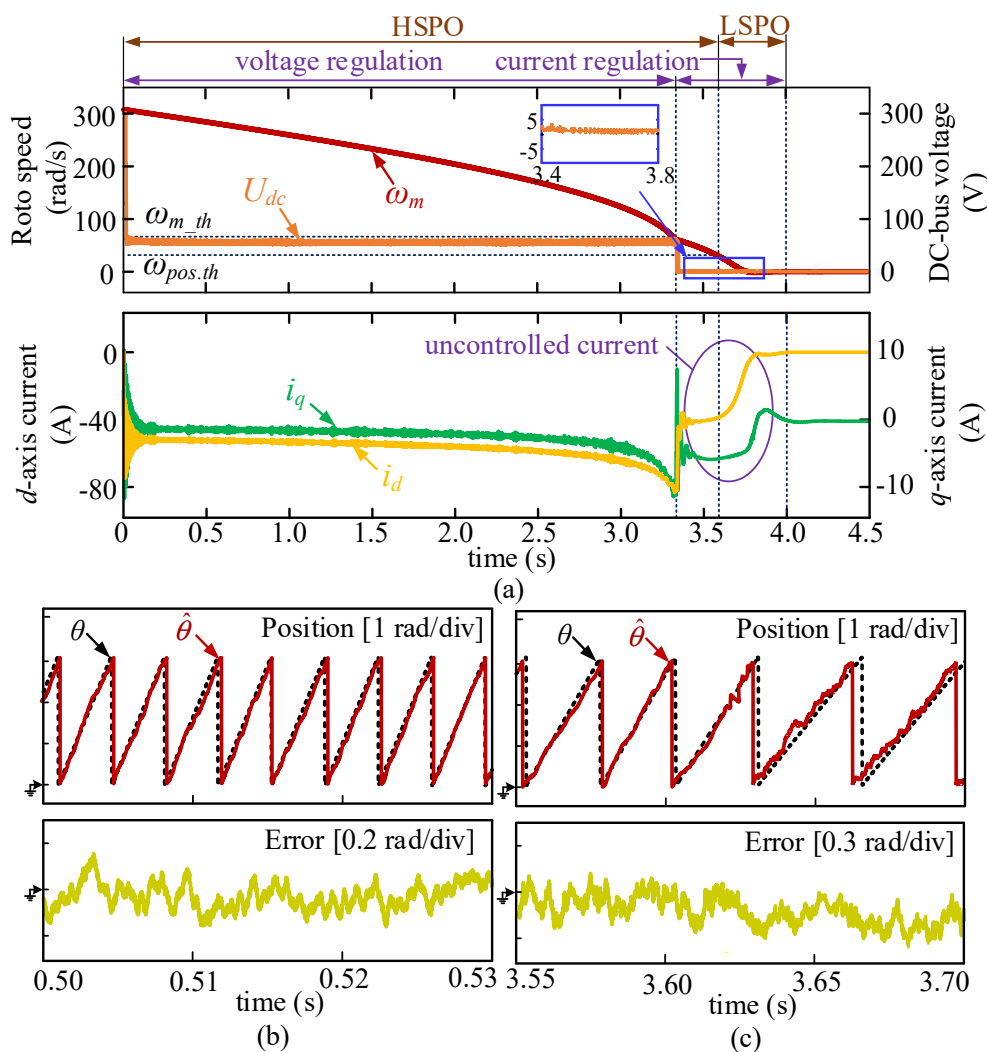 HSPO LSPO
voltage regulation current regulation
Roto speed (rad/s)
300
200
100
0
5
-5
3.4 3.8
U_dc
ω_m
ω_m_th
ω_pos.th
300
200
100
0
DC-bus voltage (V)
d-axis current (A)
0
-40
-80
uncontrolled current
i_q
i_d
10
0
-10
q-axis current (A)
0 0.5 1.0 1.5 2.0 2.5 3.0 3.5 4.0 4.5
time (s)
(a)
θ θ̂ Position [1 rad/div]
Error [0.2 rad/div]
0.50 0.51 0.52 0.53
time (s)
(b)
θ θ̂ Position [1 rad/div]
Error [0.3 rad/div]
3.55 3.60 3.65 3.70
time (s)
(c)